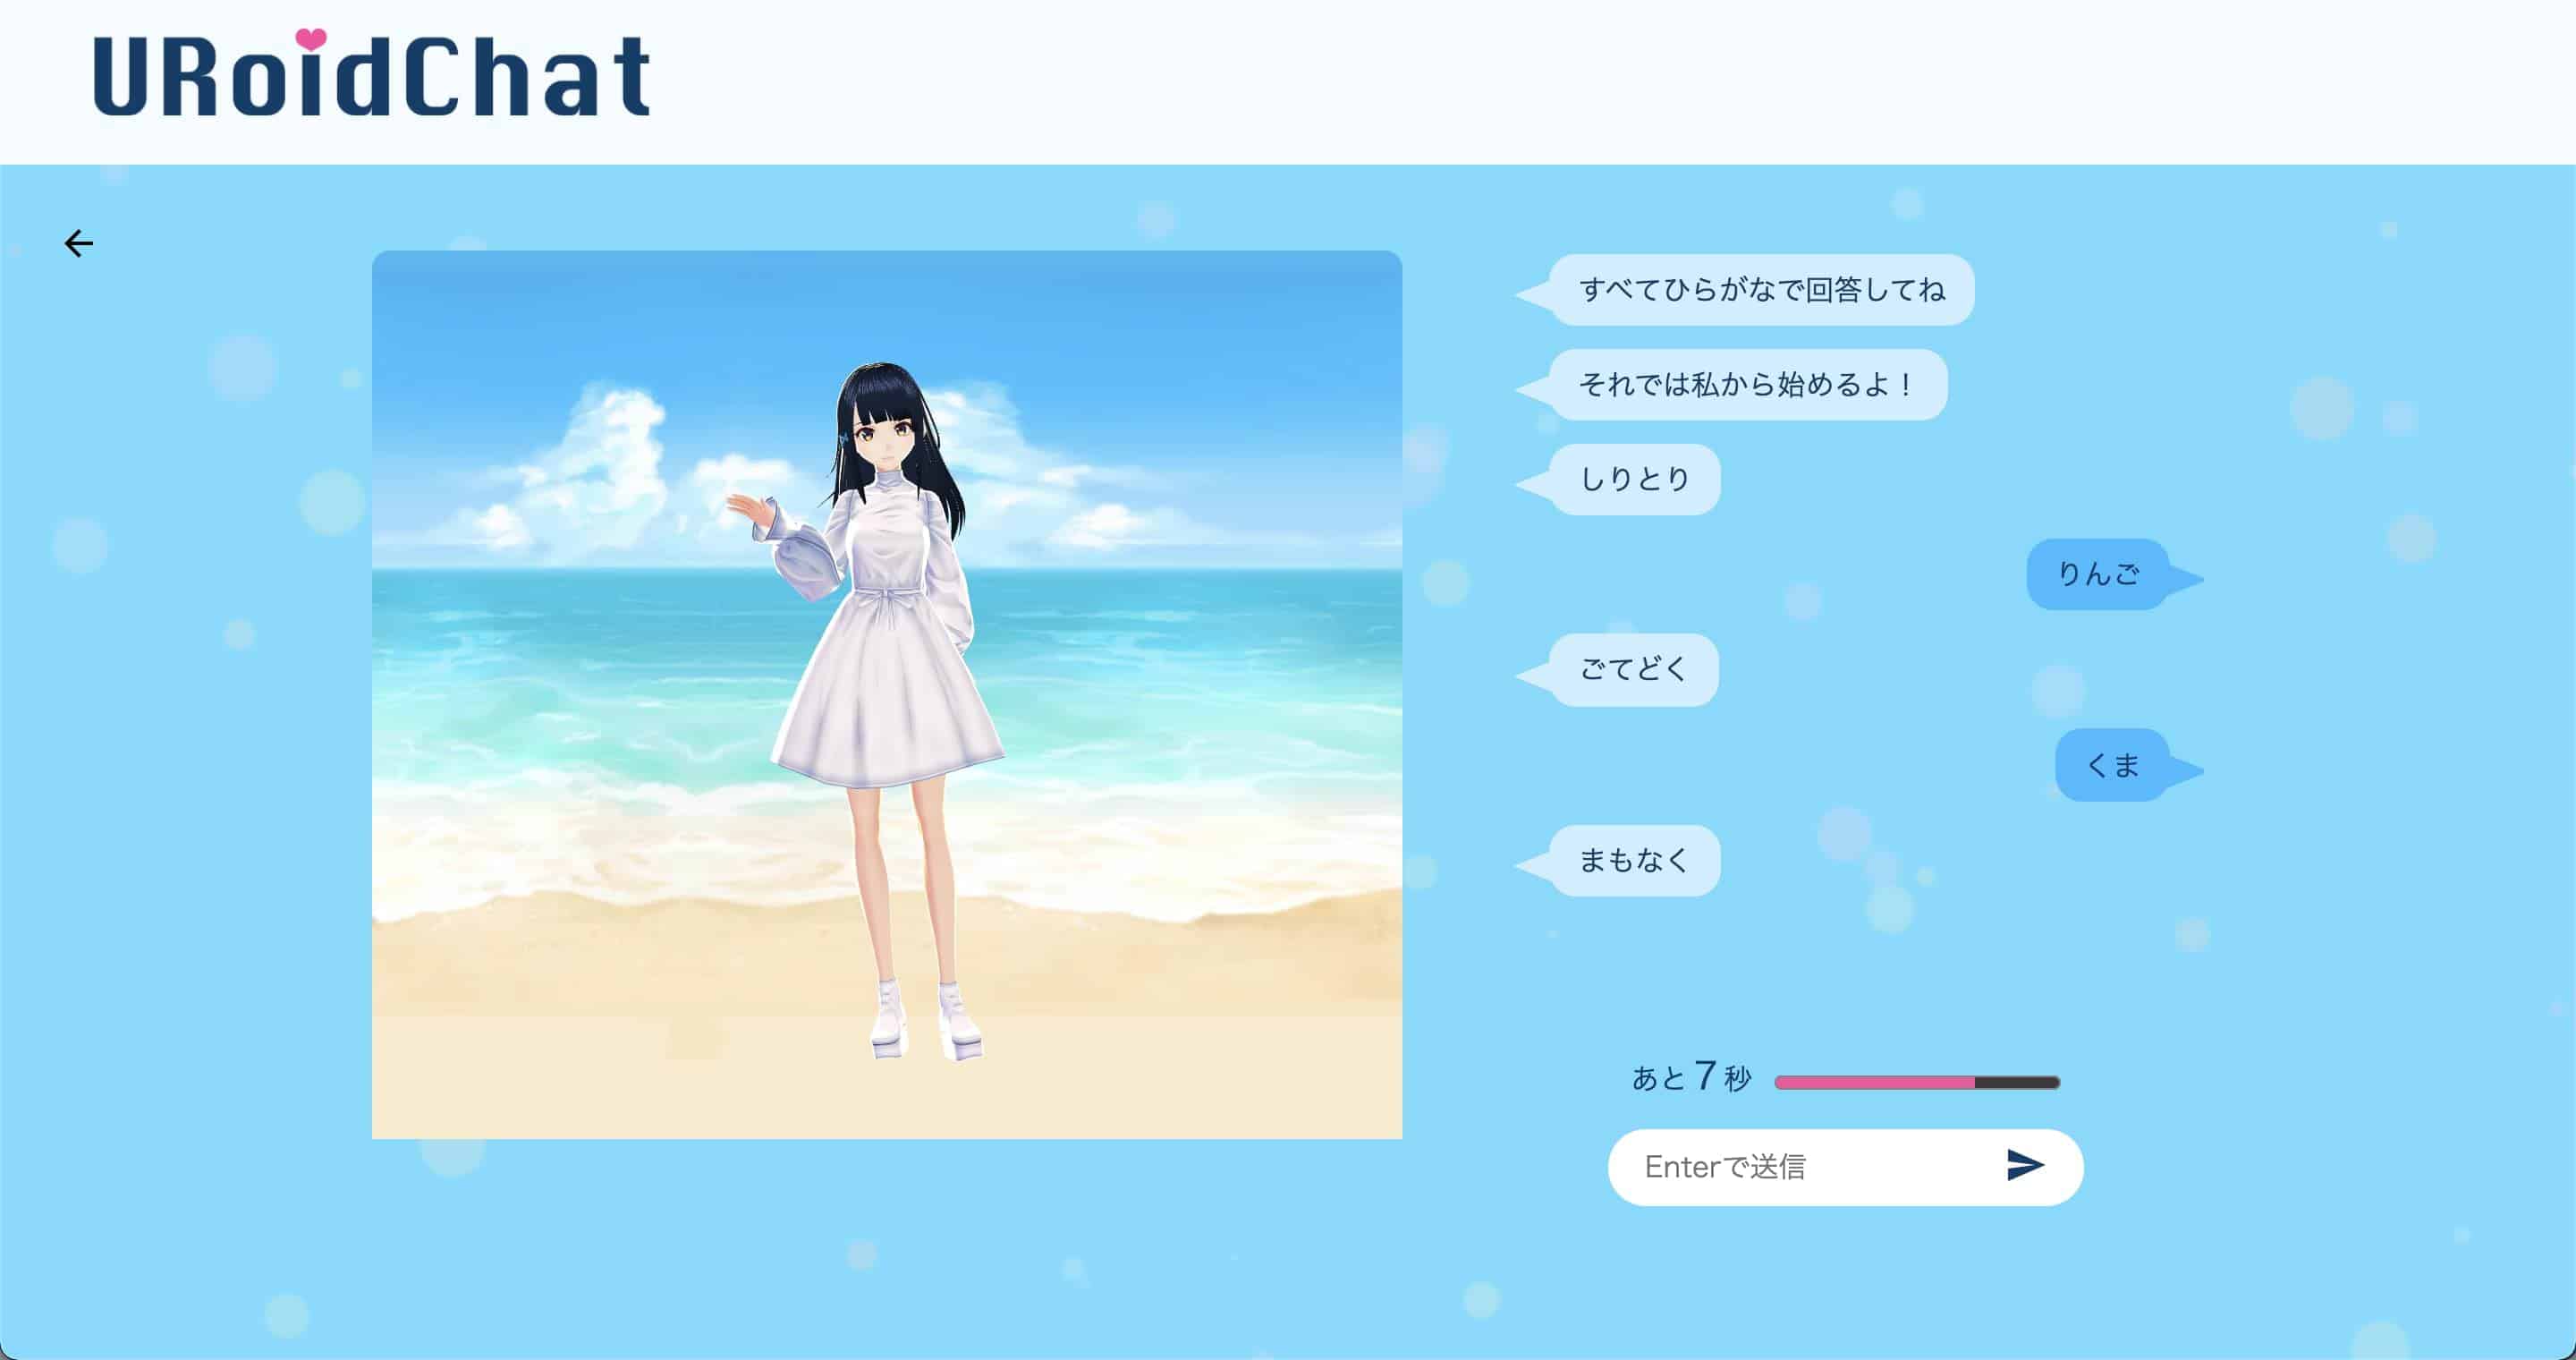 URoidChat
すべてひらがなで回答してね
それでは私から始めるよ！
しりとり
りんご
ごてどく
くま
まもなく
あと7秒
Enterで送信